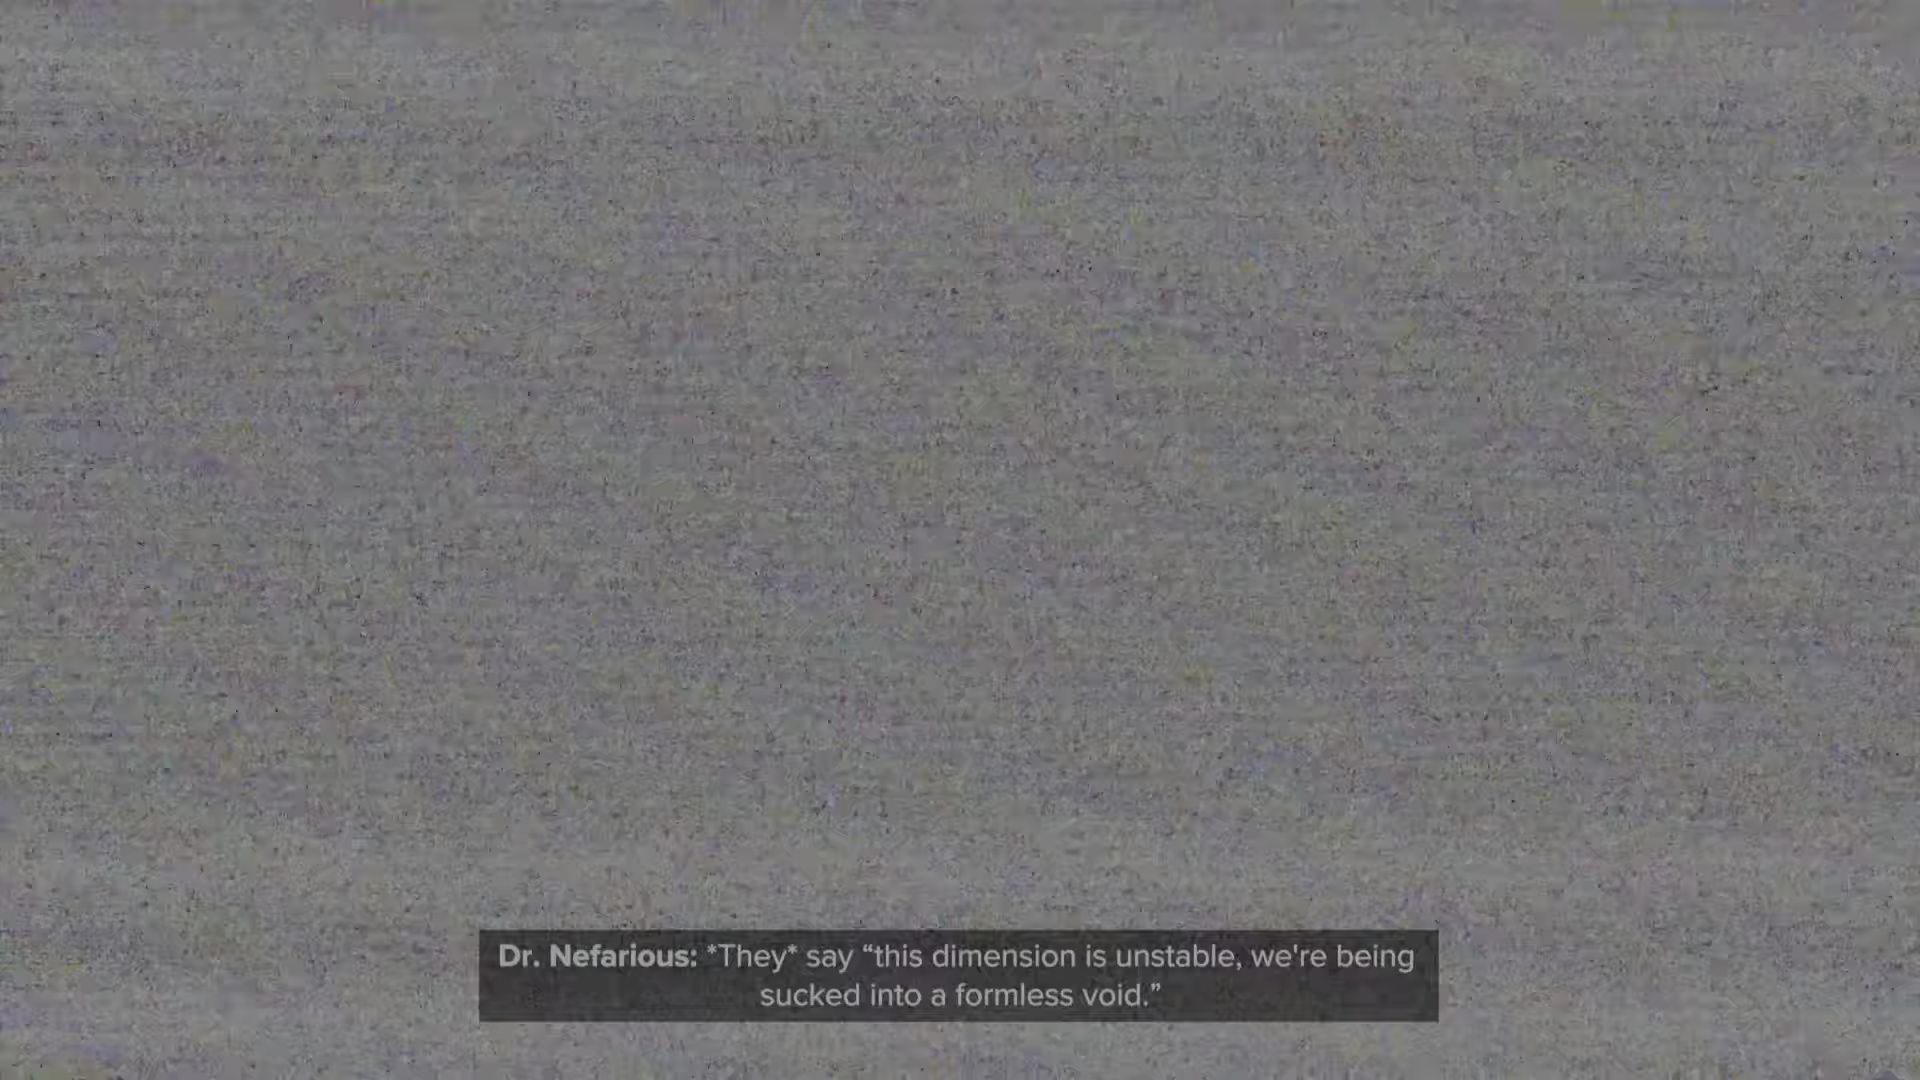 Dr. Nefarious: *They* say “this dimension is unstable, we're being
sucked into a formless void.”